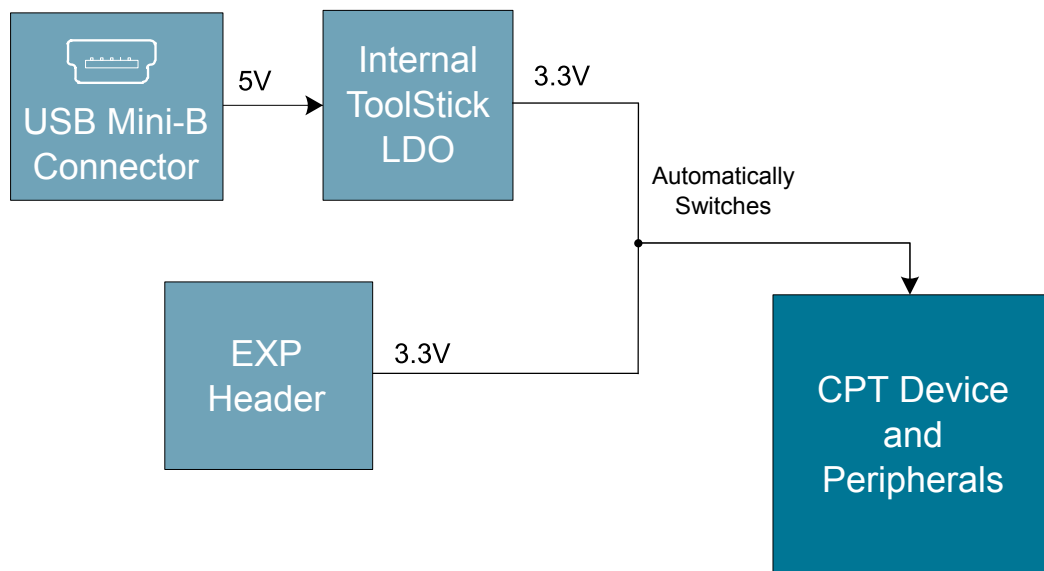 USB Mini-B
Connector
5V
Internal
ToolStick
LDO
3.3V
Automatically
Switches
EXP
Header
3.3V
CPT Device
and
Peripherals